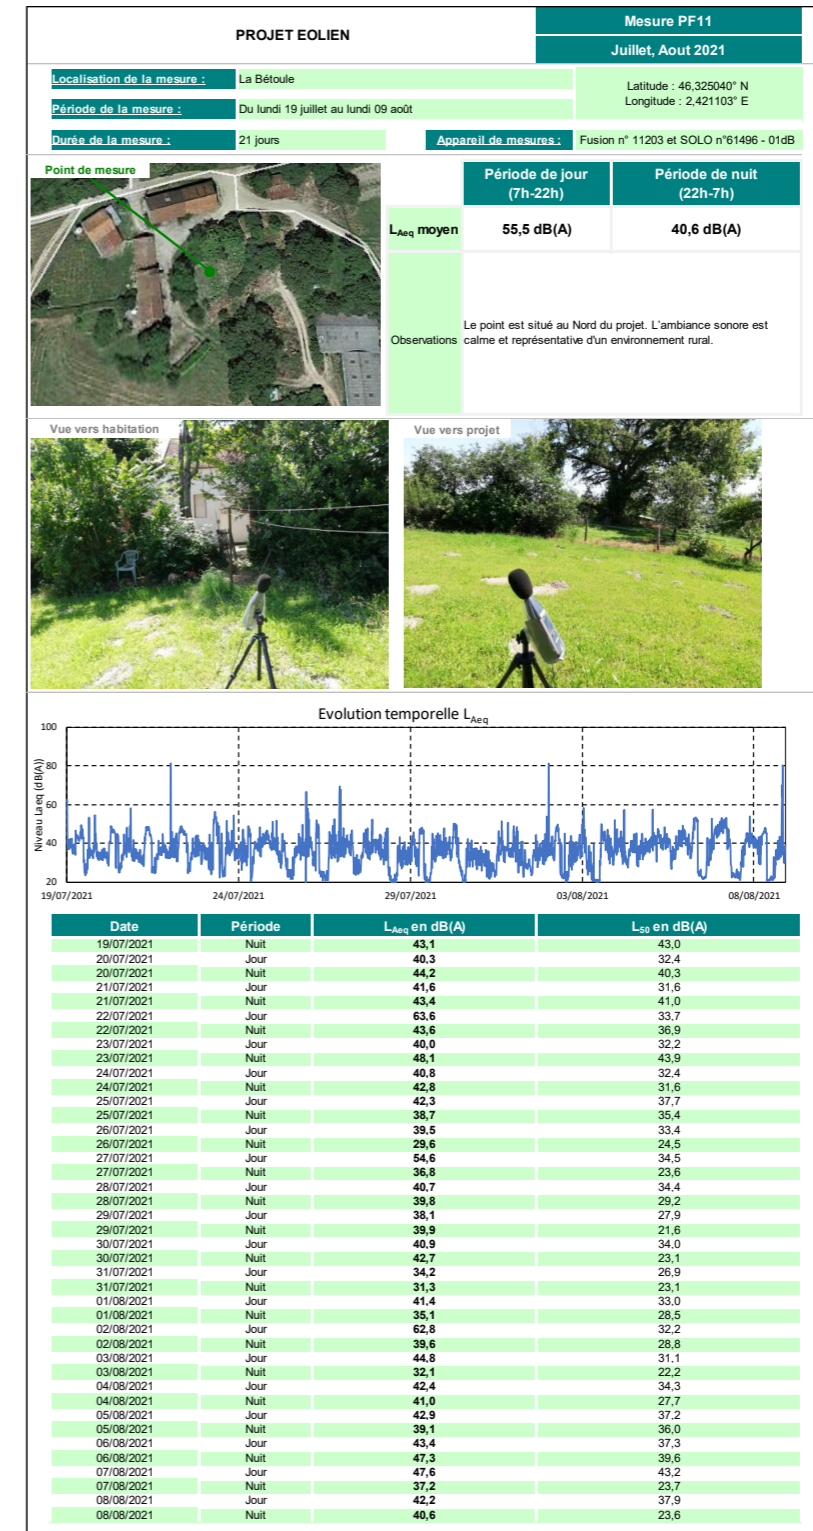 PROJET EOLIEN
Mesure PF11
Juillet, Aout 2021
Localisation de la mesure :
La Bétoule
Latitude : 46,325040° N
Longitude : 2,421103° E
Période de la mesure :
Du lundi 19 juillet au lundi 09 août
Durée de la mesure :
21 jours
Appareil de mesures :
Fusion n° 11203 et SOLO n°61496 - 01dB
Point de mesure
Période de jour
(7h-22h)
Période de nuit
(22h-7h)
LAeq moyen
55,5 dB(A)
40,6 dB(A)
Observations
Le point est situé au Nord du projet. L'ambiance sonore est
calme et représentative d'un environnement rural.
Vue vers habitation
Vue vers projet
Evolution temporelle LAeq
Niveau Laeq (dB(A))
100
80
60
40
20
19/07/2021 24/07/2021 29/07/2021 03/08/2021 08/08/2021
Date Période LAeq en dB(A) L50 en dB(A)
19/07/2021 Nuit 43,1 43,0
20/07/2021 Jour 40,3 32,4
20/07/2021 Nuit 44,2 40,3
21/07/2021 Jour 41,6 31,6
21/07/2021 Nuit 43,4 41,0
22/07/2021 Jour 63,6 33,7
22/07/2021 Nuit 43,6 36,9
23/07/2021 Jour 40,0 32,2
23/07/2021 Nuit 48,1 43,9
24/07/2021 Jour 40,8 32,4
24/07/2021 Nuit 42,8 31,6
25/07/2021 Jour 42,3 37,7
25/07/2021 Nuit 38,7 35,4
26/07/2021 Jour 39,5 33,4
26/07/2021 Nuit 29,6 24,5
27/07/2021 Jour 54,6 34,5
27/07/2021 Nuit 36,8 23,6
28/07/2021 Jour 40,7 34,4
28/07/2021 Nuit 39,8 29,2
29/07/2021 Jour 38,1 27,9
29/07/2021 Nuit 39,9 21,6
30/07/2021 Jour 40,9 34,0
30/07/2021 Nuit 42,7 23,1
31/07/2021 Jour 34,2 26,9
31/07/2021 Nuit 31,3 23,1
01/08/2021 Jour 41,4 33,0
01/08/2021 Nuit 35,1 28,5
02/08/2021 Jour 62,8 32,2
02/08/2021 Nuit 39,6 28,8
03/08/2021 Jour 44,8 31,1
03/08/2021 Nuit 32,1 22,2
04/08/2021 Jour 42,4 34,3
04/08/2021 Nuit 41,0 27,7
05/08/2021 Jour 42,9 37,2
05/08/2021 Nuit 39,1 36,0
06/08/2021 Jour 43,4 37,3
06/08/2021 Nuit 47,3 39,6
07/08/2021 Jour 47,6 43,2
07/08/2021 Nuit 37,2 23,7
08/08/2021 Jour 42,2 37,9
08/08/2021 Nuit 40,6 23,6